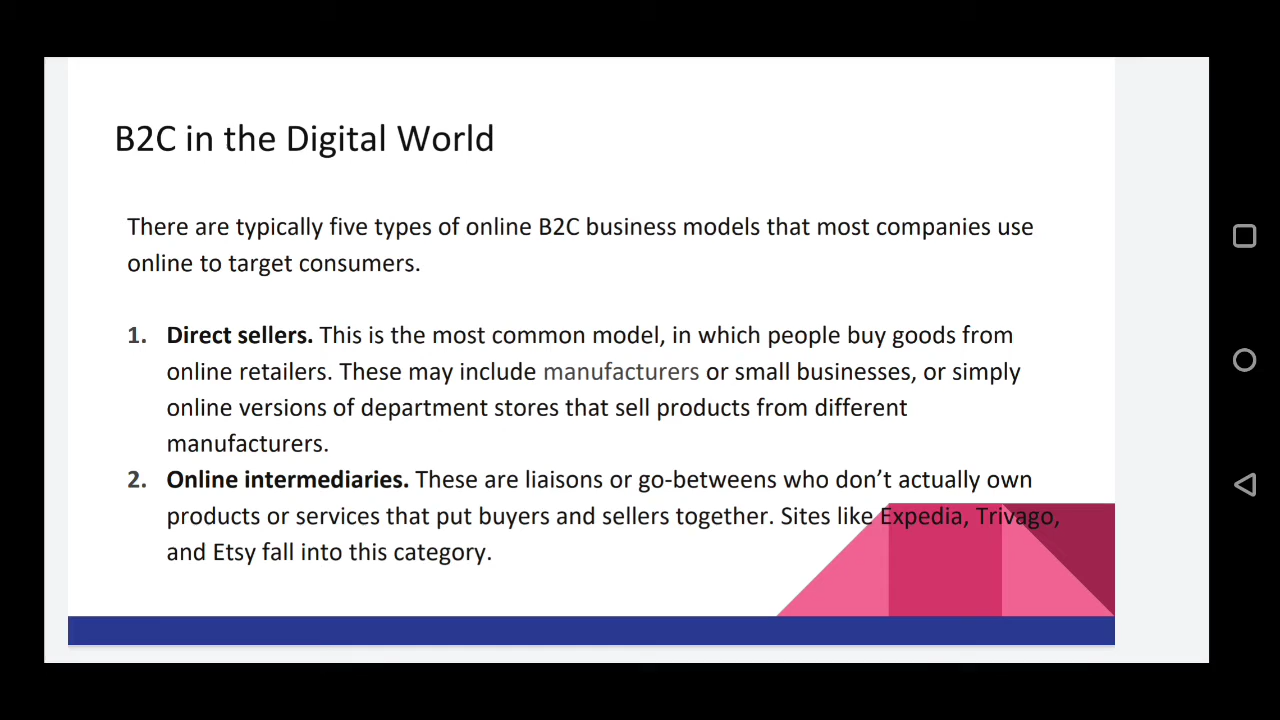 B2C in the Digital World
There are typically five types of online B2C business models that most companies use
online to target consumers.
1. Direct sellers. This is the most common model, in which people buy goods from
online retailers. These may include manufacturers or small businesses, or simply
online versions of department stores that sell products from different
manufacturers.
2. Online intermediaries. These are liaisons or go-betweens who don’t actually own
products or services that put buyers and sellers together. Sites like Expedia, Trivago,
and Etsy fall into this category.